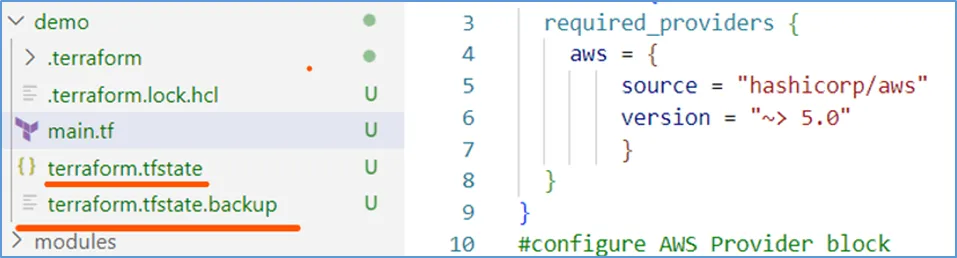 demo
.terraform
.terraform.lock.hcl U
main.tf U
terraform.tfstate U
terraform.tfstate.backup U
modules
3 required_providers {
4 aws = {
5 source = "hashicorp/aws"
6 version = "~> 5.0"
7 }
8 }
9 }
10 #configure AWS Provider block